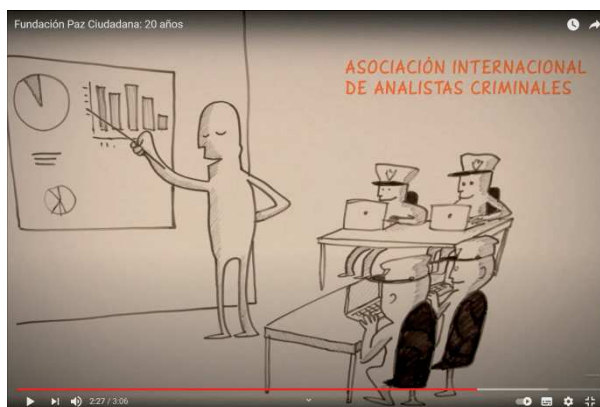 Fundación Paz Ciudadana: 20 años
ASOCIACIÓN INTERNACIONAL
DE ANALISTAS CRIMINALES
2:27 / 3:06